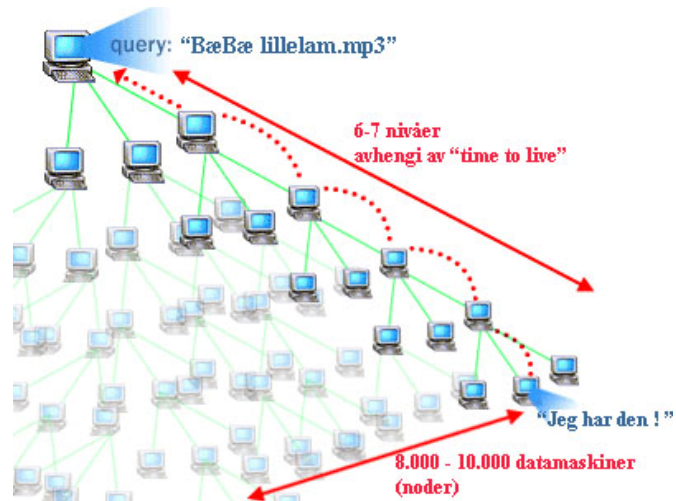 query: “BæBæ lillelam.mp3”
6-7 nivåer
avhengi av “time to live”
“Jeg har den !”
8.000 - 10.000 datamaskiner
(noder)